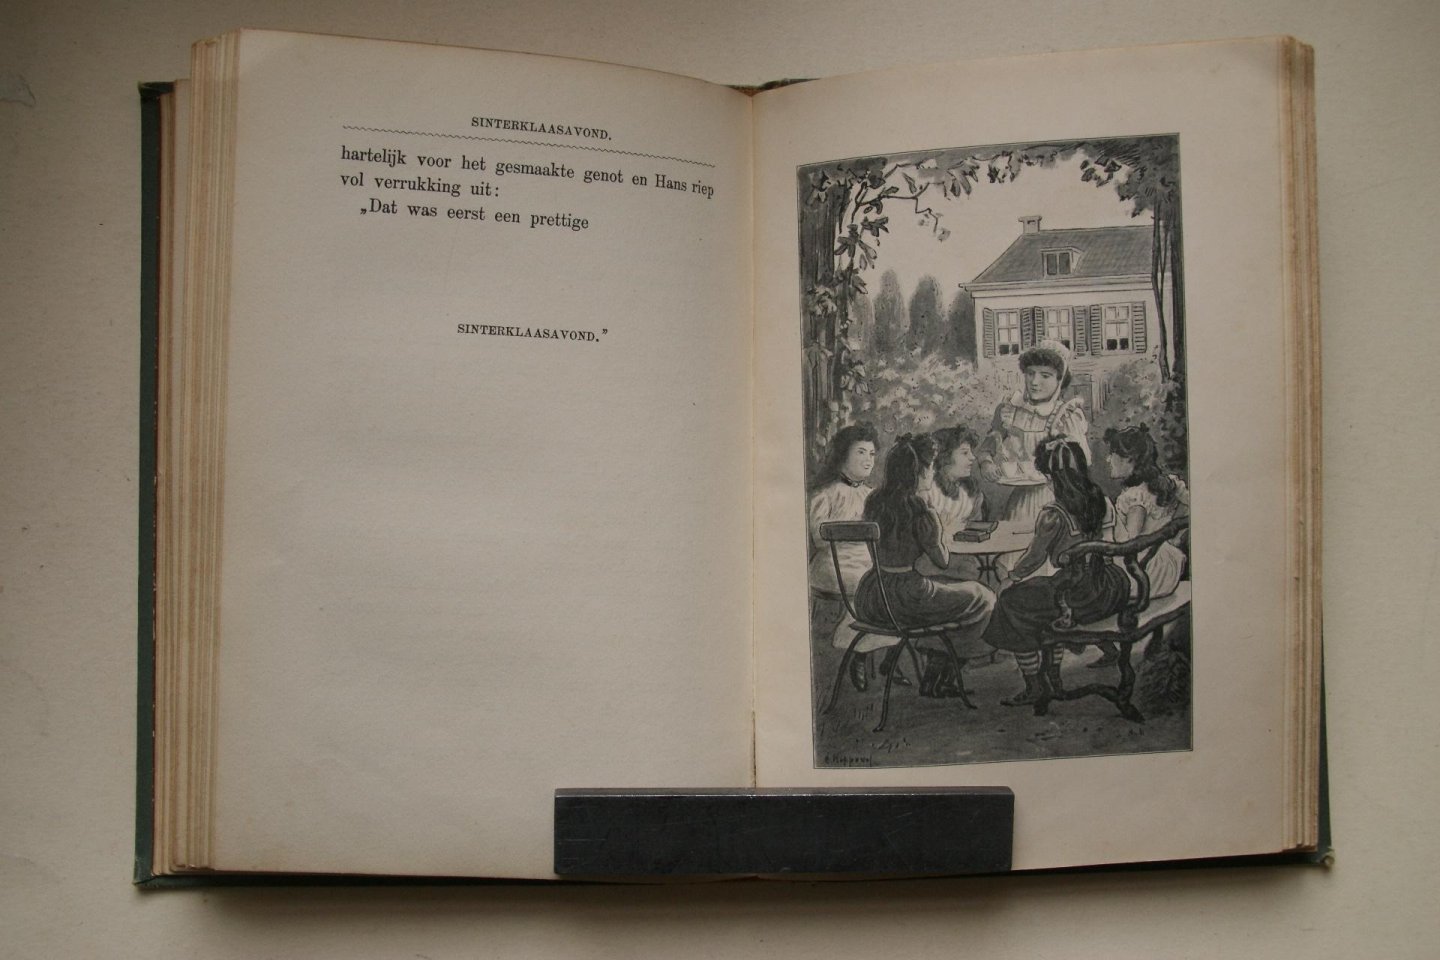 SINTERKLAASAVOND.
hartelijk voor het gesmaakte genot en Hans riep
vol verrukking uit:
„Dat was eerst een prettige
SINTERKLAASAVOND.”